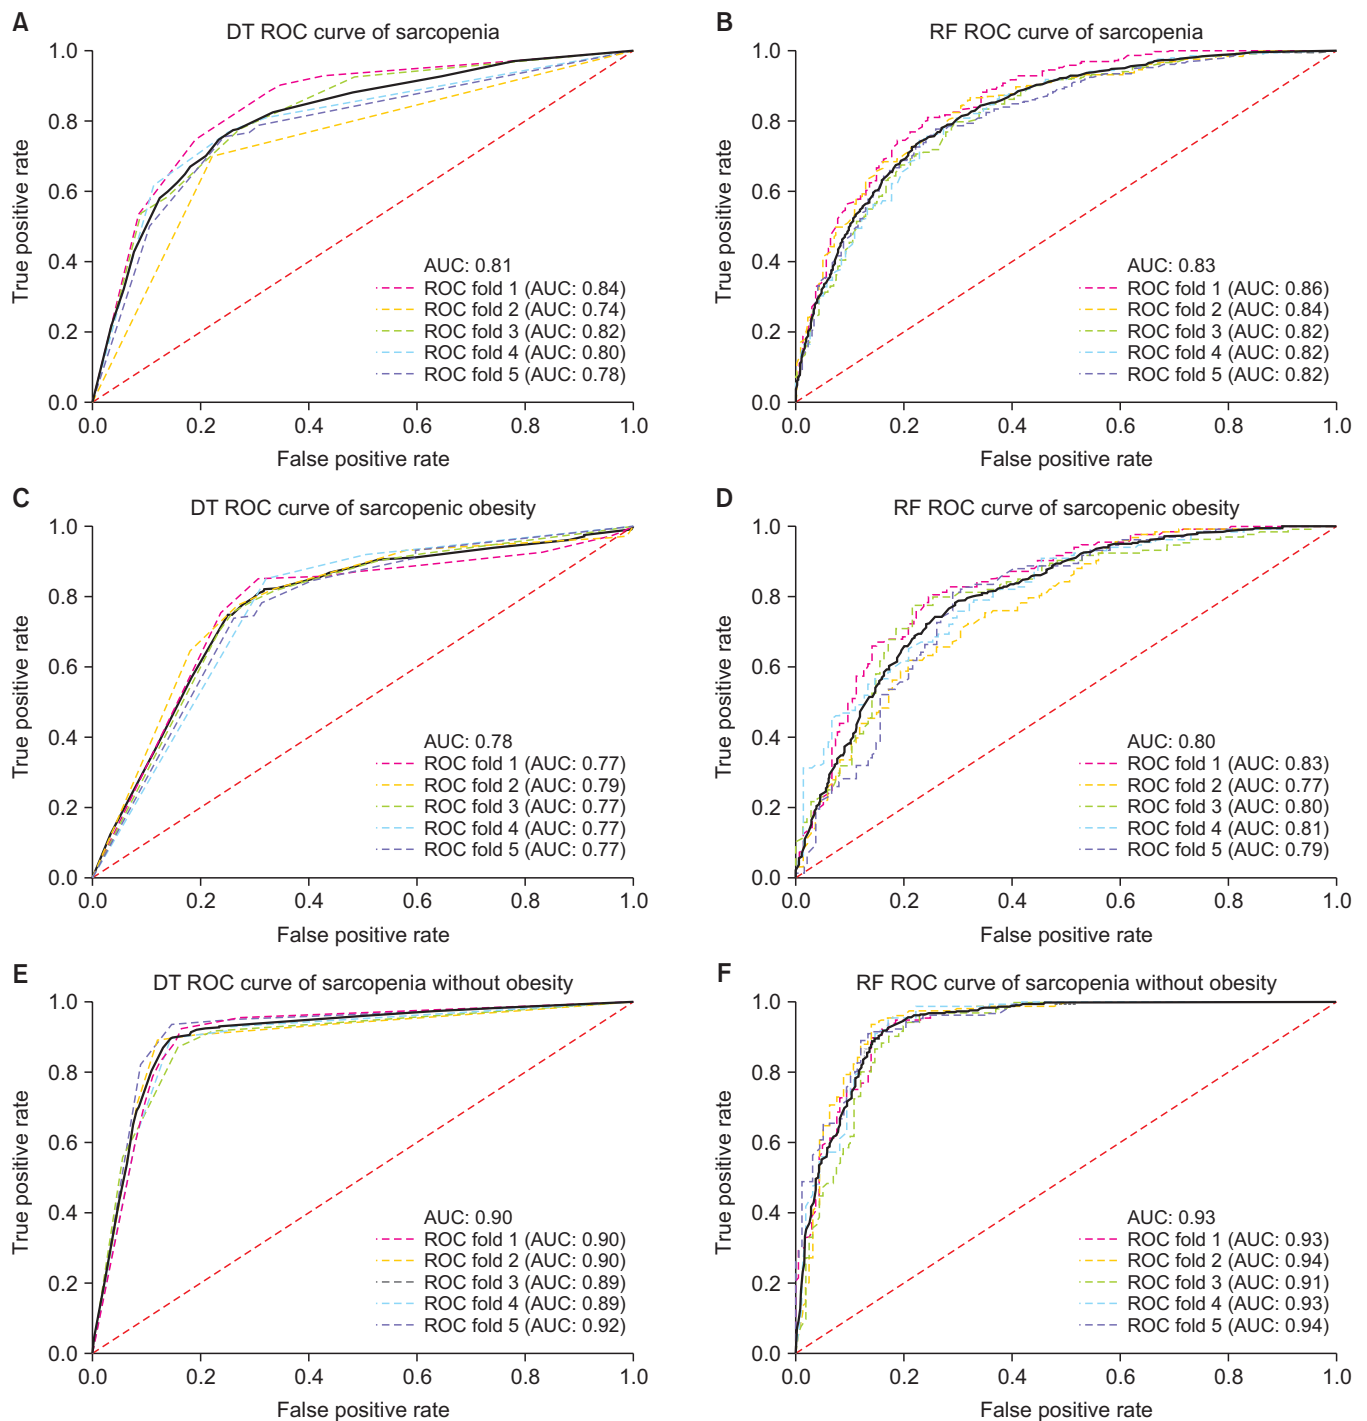 A
DT ROC curve of sarcopenia
1.0
0.8
0.6
0.4
0.2
0.0
True positive rate
AUC: 0.81
ROC fold 1 (AUC: 0.84)
ROC fold 2 (AUC: 0.74)
ROC fold 3 (AUC: 0.82)
ROC fold 4 (AUC: 0.80)
ROC fold 5 (AUC: 0.78)
0.0 0.2 0.4 0.6 0.8 1.0
False positive rate
B
RF ROC curve of sarcopenia
1.0
0.8
0.6
0.4
0.2
0.0
True positive rate
AUC: 0.83
ROC fold 1 (AUC: 0.86)
ROC fold 2 (AUC: 0.84)
ROC fold 3 (AUC: 0.82)
ROC fold 4 (AUC: 0.82)
ROC fold 5 (AUC: 0.82)
0.0 0.2 0.4 0.6 0.8 1.0
False positive rate
C
DT ROC curve of sarcopenic obesity
1.0
0.8
0.6
0.4
0.2
0.0
True positive rate
AUC: 0.78
ROC fold 1 (AUC: 0.77)
ROC fold 2 (AUC: 0.79)
ROC fold 3 (AUC: 0.77)
ROC fold 4 (AUC: 0.77)
ROC fold 5 (AUC: 0.77)
0.0 0.2 0.4 0.6 0.8 1.0
False positive rate
D
RF ROC curve of sarcopenic obesity
1.0
0.8
0.6
0.4
0.2
0.0
True positive rate
AUC: 0.80
ROC fold 1 (AUC: 0.83)
ROC fold 2 (AUC: 0.77)
ROC fold 3 (AUC: 0.80)
ROC fold 4 (AUC: 0.81)
ROC fold 5 (AUC: 0.79)
0.0 0.2 0.4 0.6 0.8 1.0
False positive rate
E
DT ROC curve of sarcopenia without obesity
1.0
0.8
0.6
0.4
0.2
0.0
True positive rate
AUC: 0.90
ROC fold 1 (AUC: 0.90)
ROC fold 2 (AUC: 0.90)
ROC fold 3 (AUC: 0.89)
ROC fold 4 (AUC: 0.89)
ROC fold 5 (AUC: 0.92)
0.0 0.2 0.4 0.6 0.8 1.0
False positive rate
F
RF ROC curve of sarcopenia without obesity
1.0
0.8
0.6
0.4
0.2
0.0
True positive rate
AUC: 0.93
ROC fold 1 (AUC: 0.93)
ROC fold 2 (AUC: 0.94)
ROC fold 3 (AUC: 0.91)
ROC fold 4 (AUC: 0.93)
ROC fold 5 (AUC: 0.94)
0.0 0.2 0.4 0.6 0.8 1.0
False positive rate